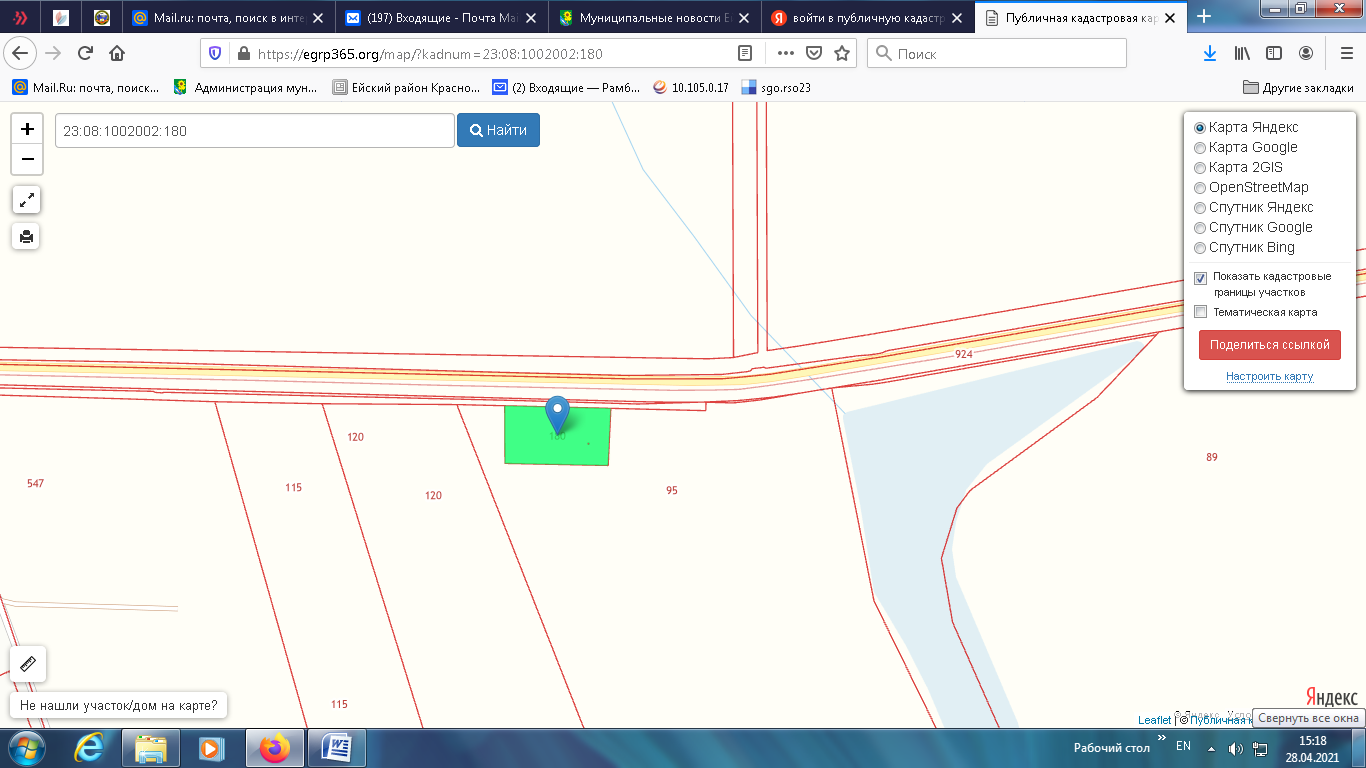 Mail.ru: почта, поиск в инте
(197) Входящие - Почта Mai
Муниципальные новости Е
войти в публичную кадастр
Публичная кадастровая кар
https://egrp365.org/map/?kadnum=23:08:1002002:180
Поиск
Mail.Ru: почта, поиск...
Администрация мун...
Ейский район Красно...
(2) Входящие — Рамб...
10.105.0.17
sgo.rso23
Другие закладки
+
−
23:08:1002002:180
Найти
Карта Яндекс
Карта Google
Карта 2GIS
OpenStreetMap
Спутник Яндекс
Спутник Google
Спутник Bing
Показать кадастровые
границы участков
Тематическая карта
Поделиться ссылкой
Настроить карту
924
180
120
547
115
120
95
89
115
Не нашли участок/дом на карте?
Яндекс
Leaflet | © Публичная к
Свернуть все окна
Рабочий стол
EN
15:18
28.04.2021